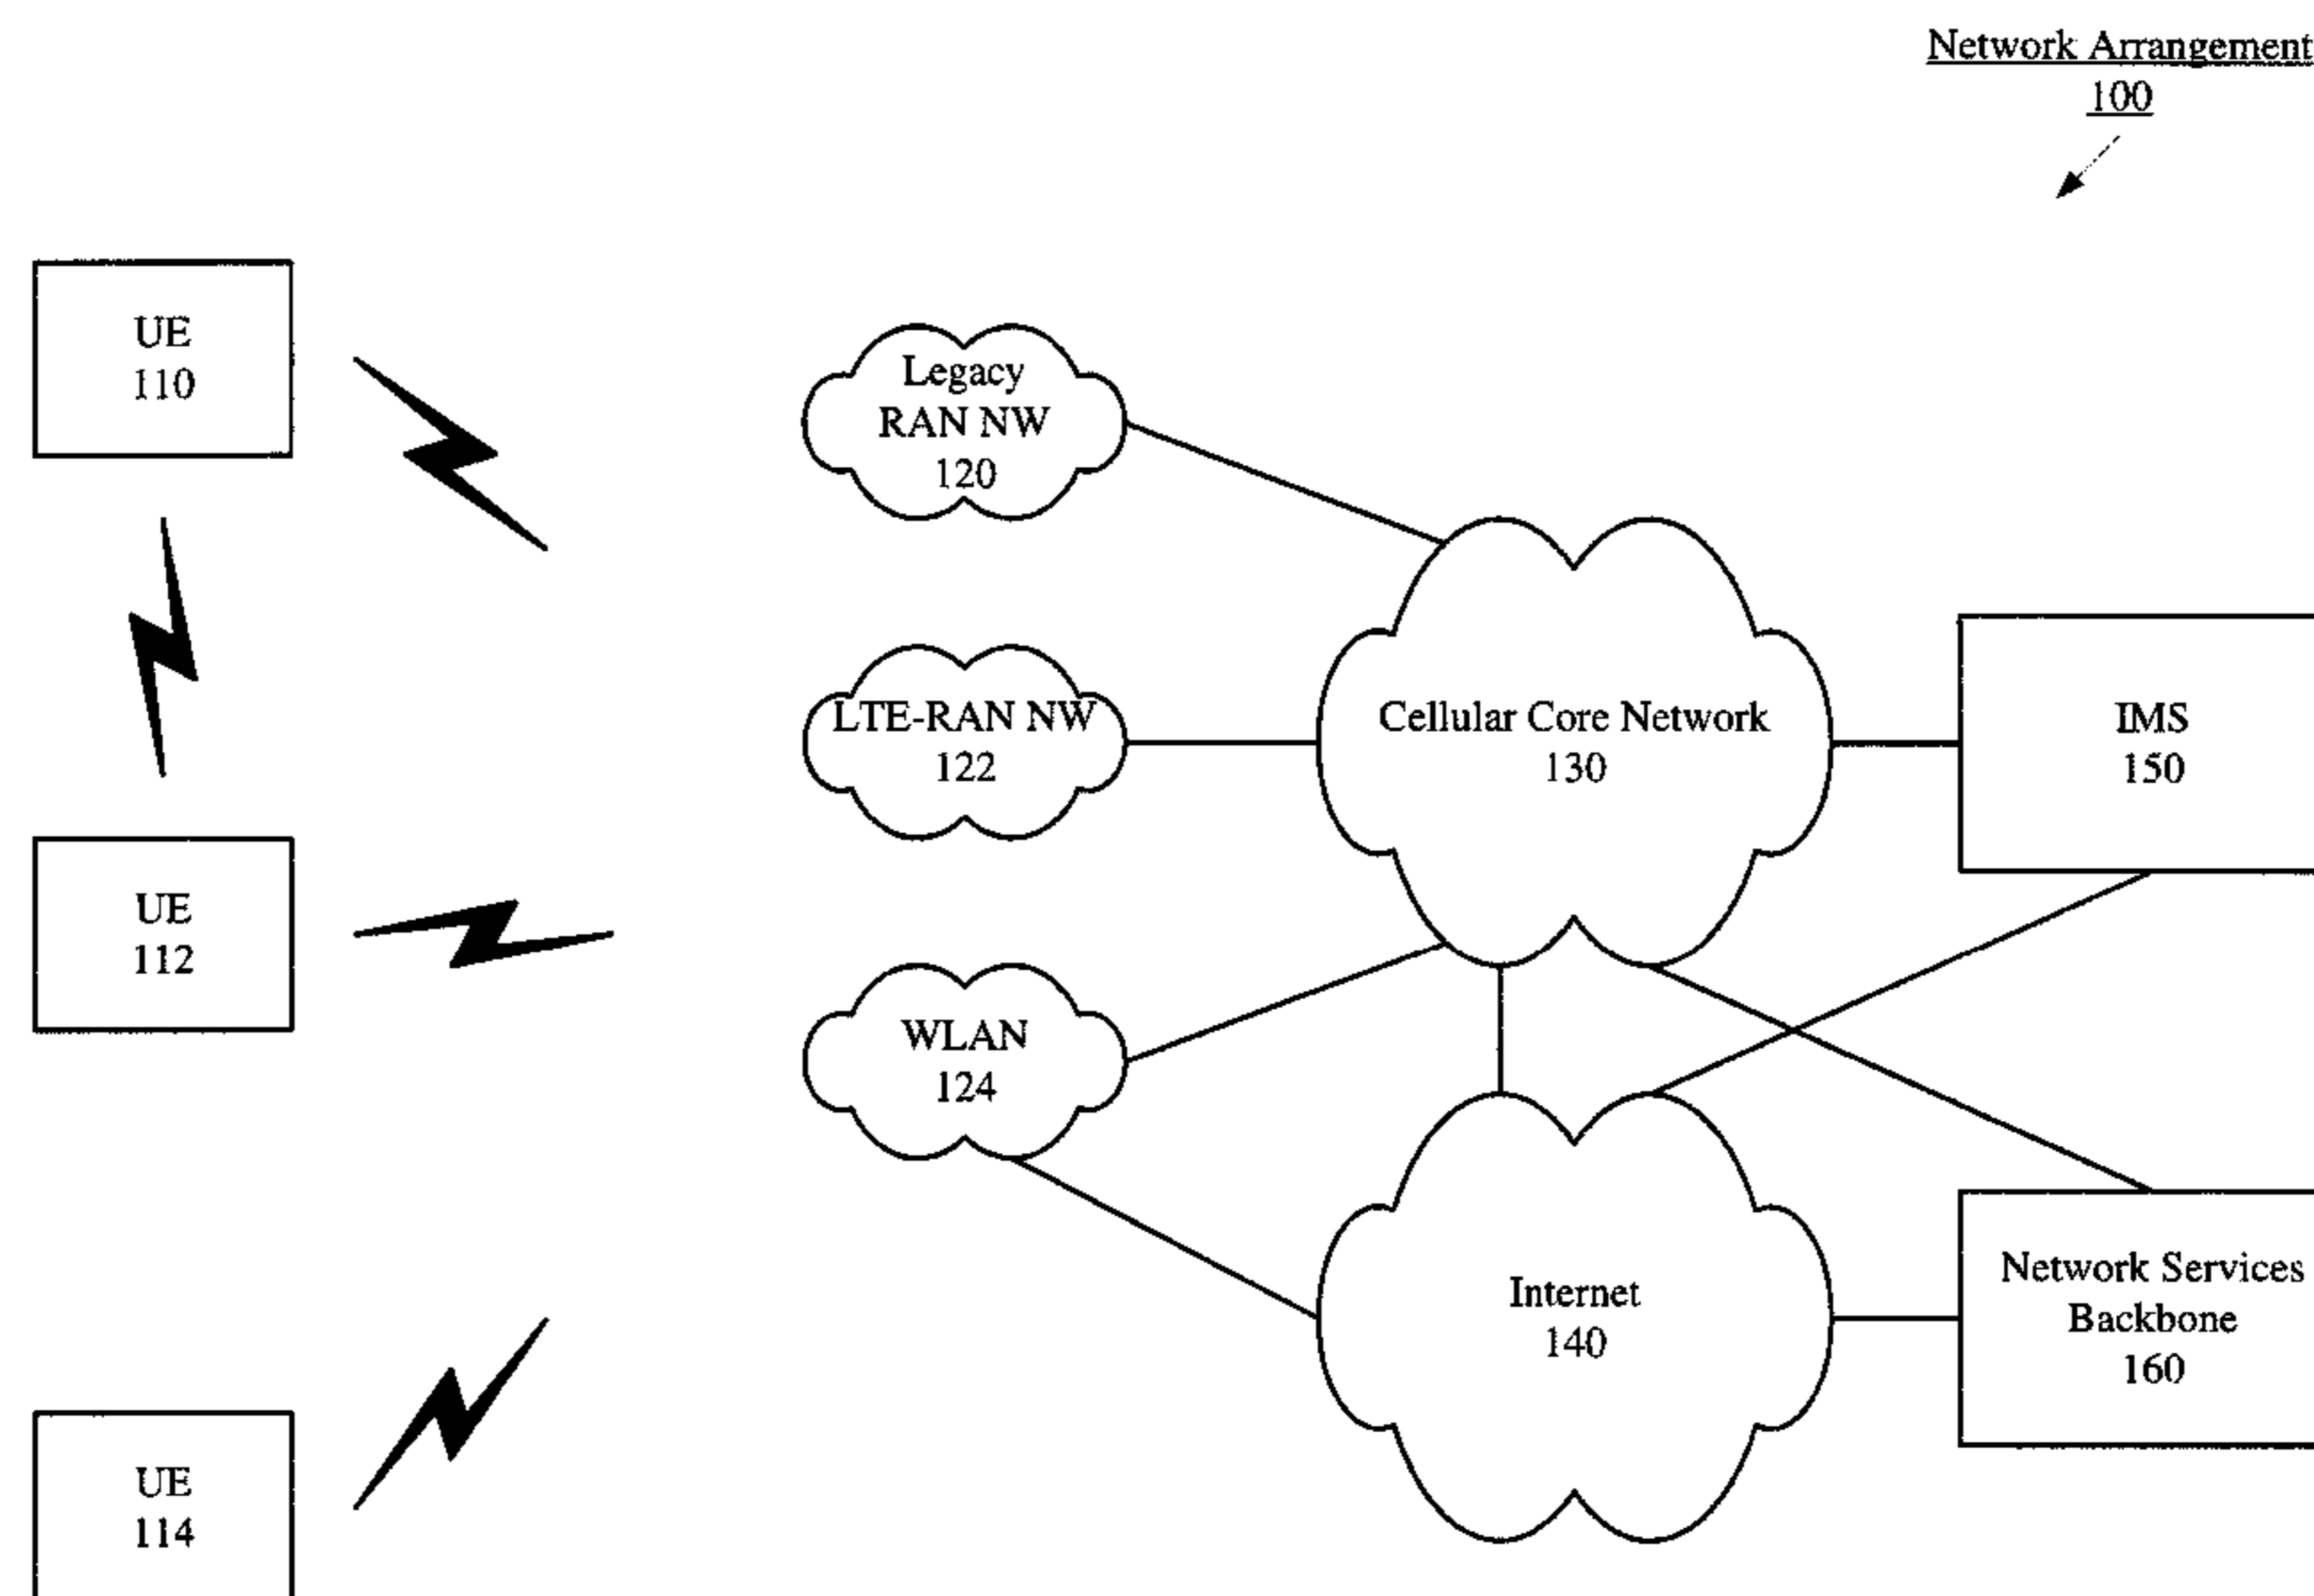 Network Arrangement
100
UE
110
Legacy
RAN NW
120
LTE-RAN NW
122
Cellular Core Network
130
IMS
150
UE
112
WLAN
124
Internet
140
Network Services
Backbone
160
UE
114